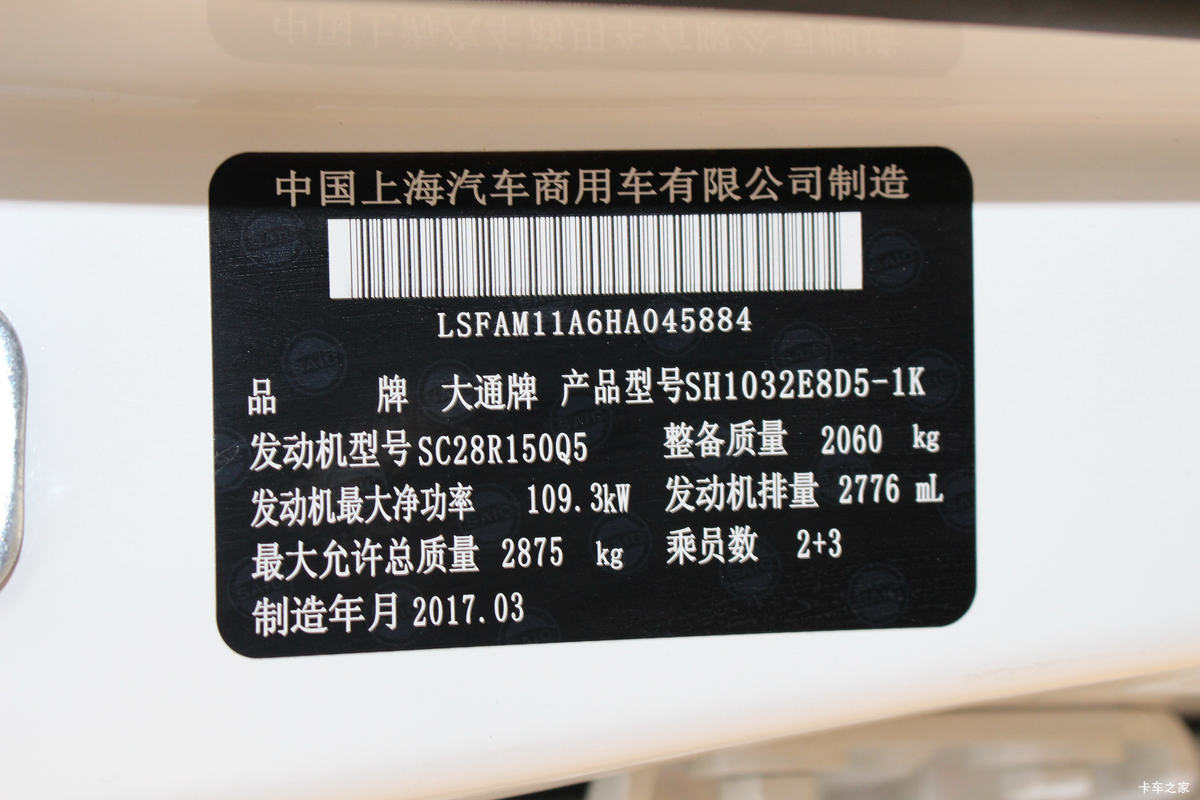 中国上海汽车商用车有限公司制造
LSFAM11A6HA045884
品 牌 大通牌 产品型号SH1032E8D5-1K
发动机型号SC28R150Q5 整备质量 2060 kg
发动机最大净功率 109.3kW 发动机排量 2776 mL
最大允许总质量 2875 kg 乘员数 2+3
制造年月2017.03
卡车之家